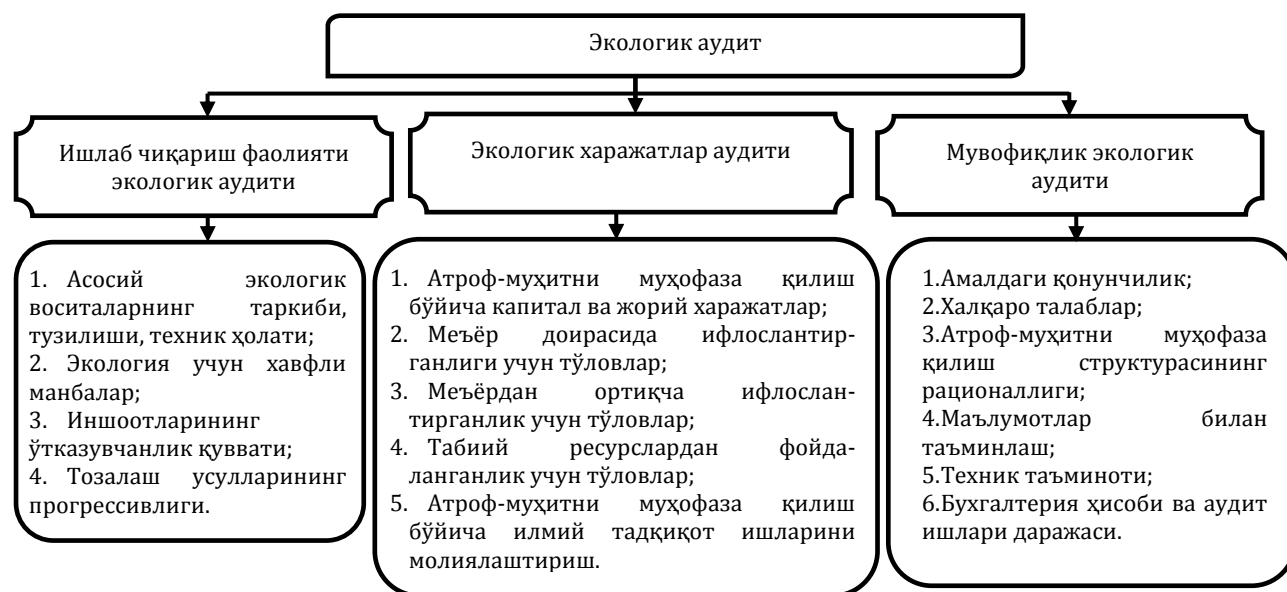 Экологик аудит
Ишлаб чиқариш фаолияти
экологик аудити
Экологик харажатлар аудити
Мувофиқлик экологик
аудити
1. Асосий экологик
воситаларнинг таркиби,
тузилиши, техник ҳолати;
2. Экология учун хавфли
манбалар;
3. Иншоотларининг
ўтказувчанлик қуввати;
4. Тозалаш усулларининг
прогрессивлиги.
1. Атроф-муҳитни муҳофаза қилиш
бўйича капитал ва жорий харажатлар;
2. Меъёр доирасида ифлослантир-
ганлиги учун тўловлар;
3. Меъёрдан ортиқча ифлослан-
тирганлик учун тўловлар;
4. Табиий ресурслардан фойда-
ланганлик учун тўловлар;
5. Атроф-муҳитни муҳофаза қилиш
бўйича илмий тадқиқот ишларини
молиялаштириш.
1.Амалдаги қонунчилик;
2.Халқаро талаблар;
3.Атроф-муҳитни муҳофаза
қилиш структурасининг
рационаллиги;
4.Маълумотлар билан
таъминлаш;
5.Техник таъминоти;
6.Бухгалтерия ҳисоби ва аудит
ишлари даражаси.